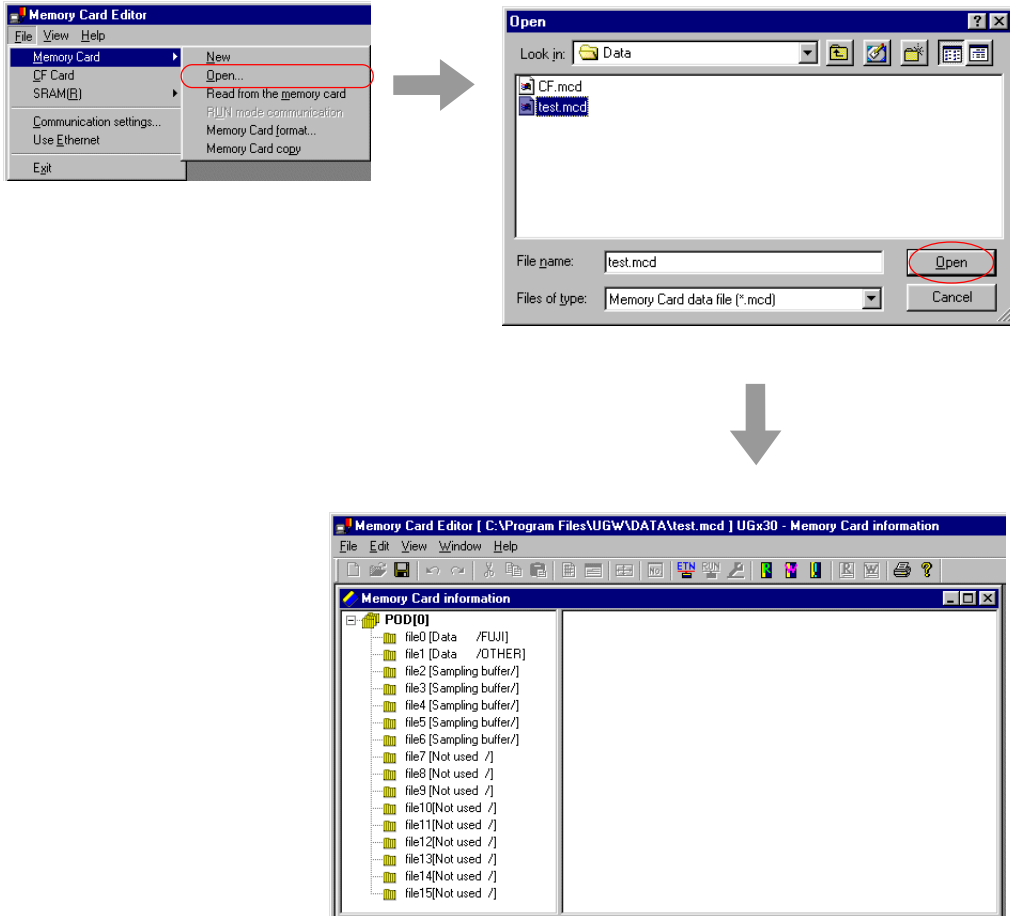 Memory Card Editor
File View Help
Memory Card
CF Card
SRAM(R)
Communication settings...
Use Ethernet
Exit
New
Open...
Read from the memory card
RUN mode communication
Memory Card format...
Memory Card copy
Open
Look in: Data
CF.mcd
test.mcd
File name: test.mcd Open
Files of type: Memory Card data file (*.mcd) Cancel
Memory Card Editor [ C:\Program Files\UGW\DATA\test.mcd ] UGx30 - Memory Card information
File Edit View Window Help
ETN RUN R W
Memory Card information
POD[0]
file0 [Data /FUJI]
file1 [Data /OTHER]
file2 [Sampling buffer/]
file3 [Sampling buffer/]
file4 [Sampling buffer/]
file5 [Sampling buffer/]
file6 [Sampling buffer/]
file7 [Not used /]
file8 [Not used /]
file9 [Not used /]
file10[Not used /]
file11[Not used /]
file12[Not used /]
file13[Not used /]
file14[Not used /]
file15[Not used /]